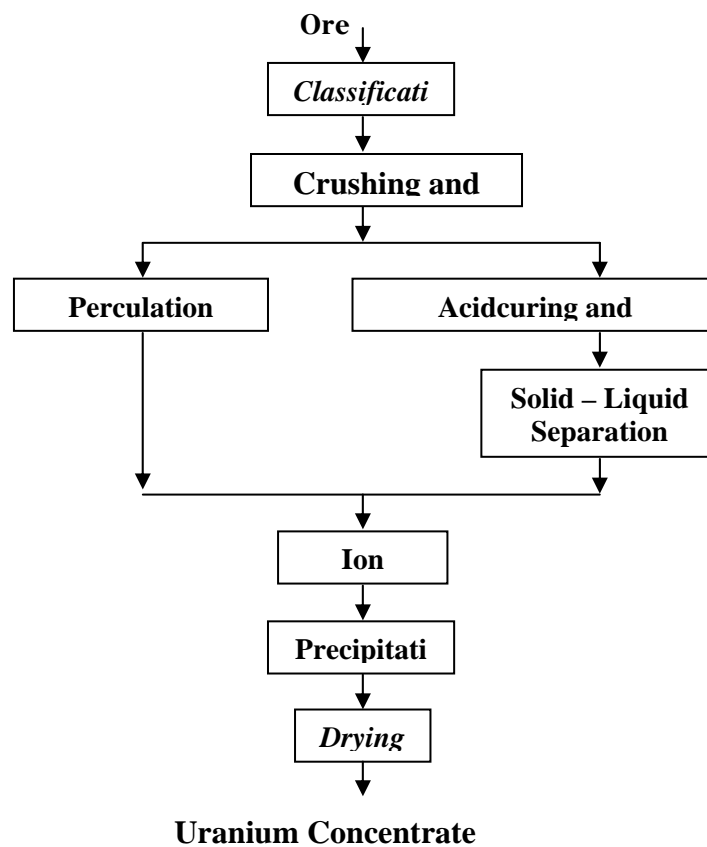 Ore
Classificati
Crushing and
Perculation
Acidcuring and
Solid – Liquid
Separation
Ion
Precipitati
Drying
Uranium Concentrate